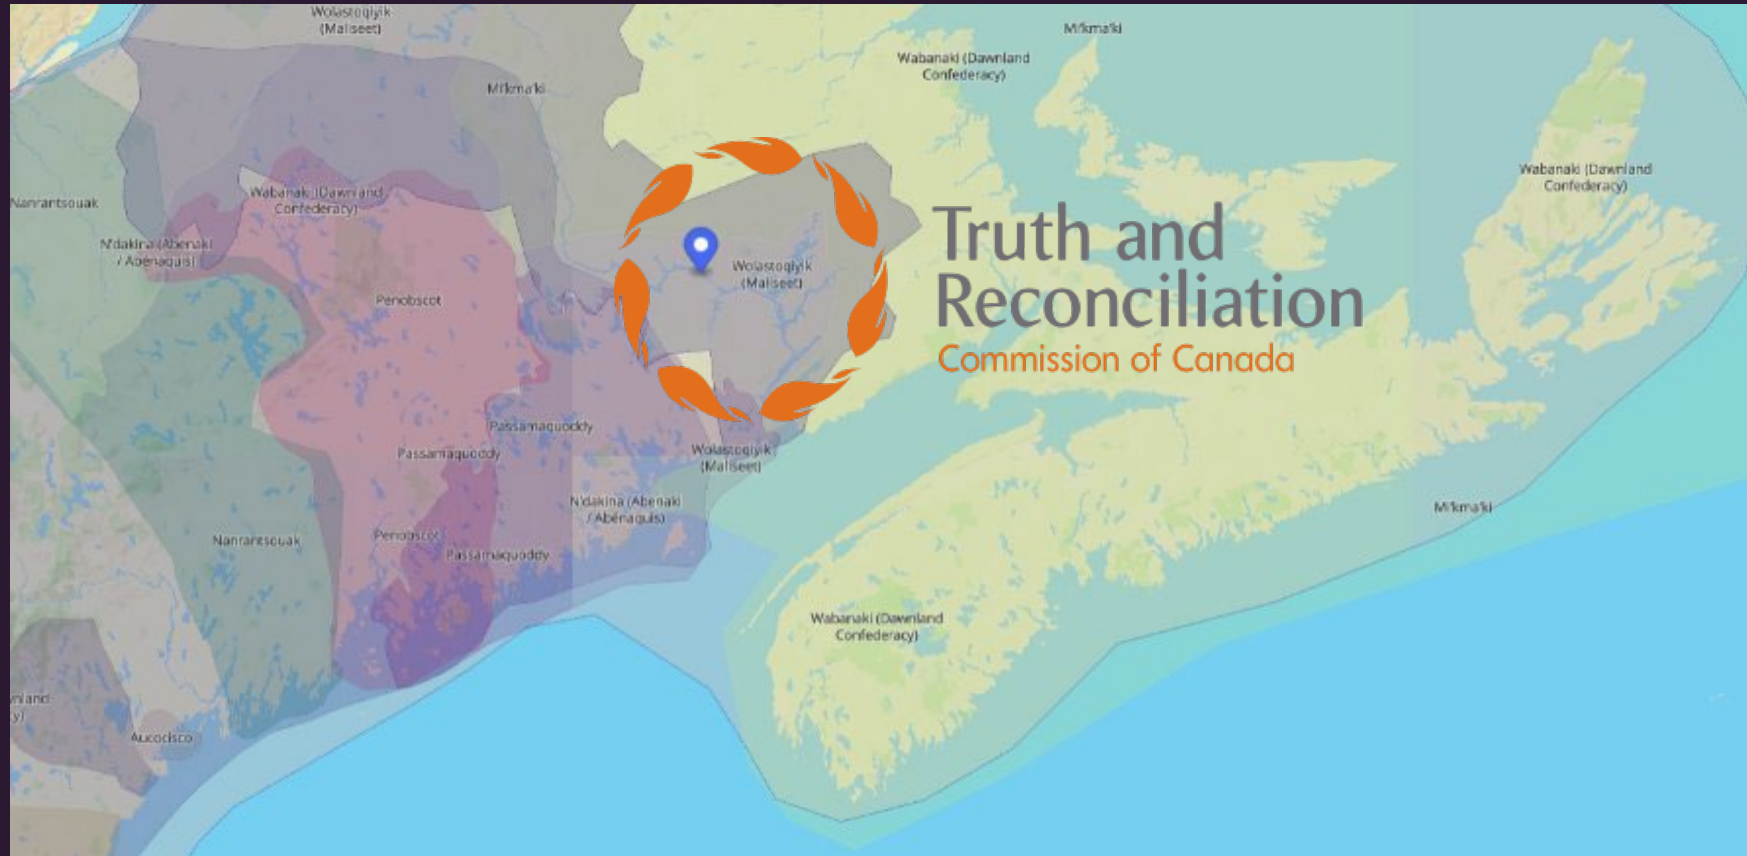 Wolastoqiyik
(Maliseet)
Mi'kma'ki
Mi'kma'ki
Wabanaki (Dawnland
Confederacy)
Wabanaki (Dawnland
Confederacy)
Wabanaki (Dawnland
Confederacy)
Nanrantsouak
N'dakina (Abenaki
/ Abénaquis)
Penobscot
Wolastoqiyik
(Maliseet)
Truth and
Reconciliation
Commission of Canada
Passamaquoddy
Passamaquoddy
Wolastoqiyik
(Maliseet)
N'dakina (Abenaki
/ Abénaquis)
Mi'kma'ki
Nanrantsouak
Penobscot
Passamaquoddy
Wabanaki (Dawnland
Confederacy)
Aucocisco